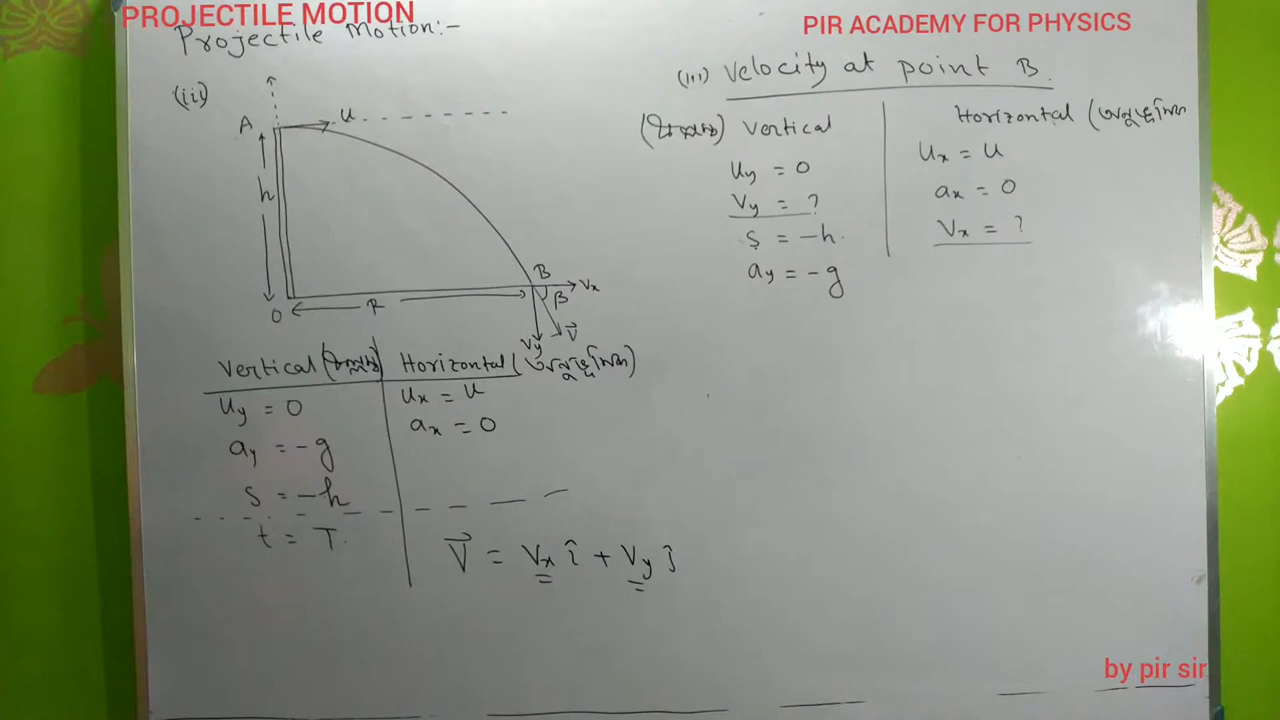 PROJECTILE MOTION
PIR ACADEMY FOR PHYSICS
Projectile Motion:-
(ii)
A
u
h
O
R
B
Vx
β
Vy
V⃗
Vertical
Horizontal
uy = 0
ux = u
ay = -g
ax = 0
s = -h
t = T
V⃗ = Vx î + Vy ĵ
(iii) Velocity at point B.
Vertical
Horizontal
uy = 0
ux = u
Vy = ?
ax = 0
s = -h
Vx = ?
ay = -g
by pir sir